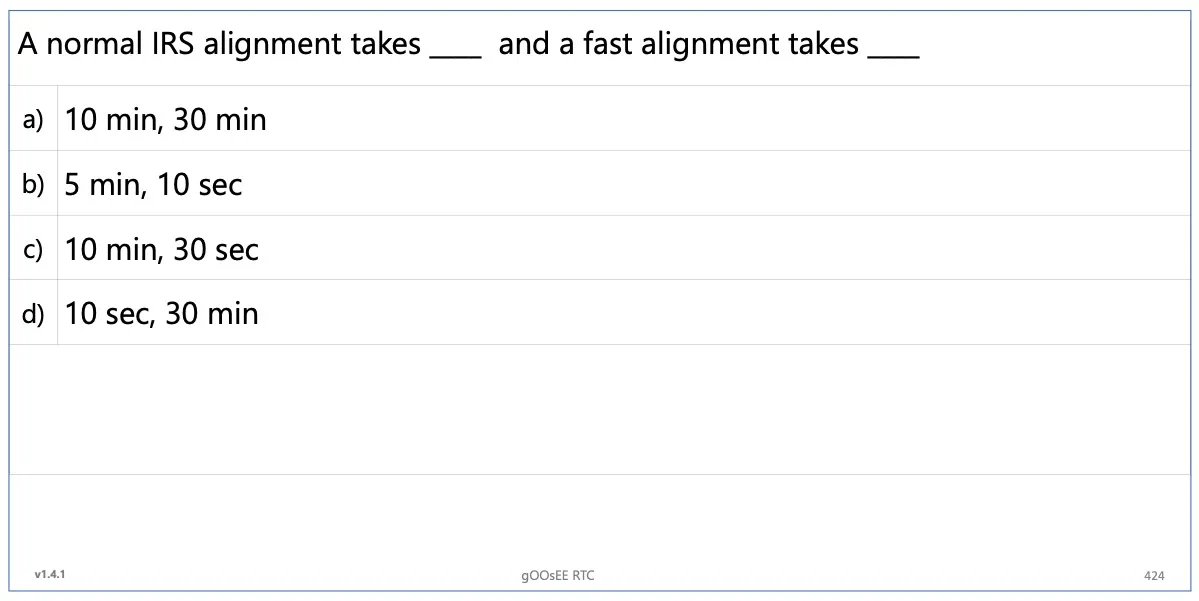 A normal IRS alignment takes ____ and a fast alignment takes ____
a) 10 min, 30 min
b) 5 min, 10 sec
c) 10 min, 30 sec
d) 10 sec, 30 min
v1.4.1 gOOsEE RTC 424